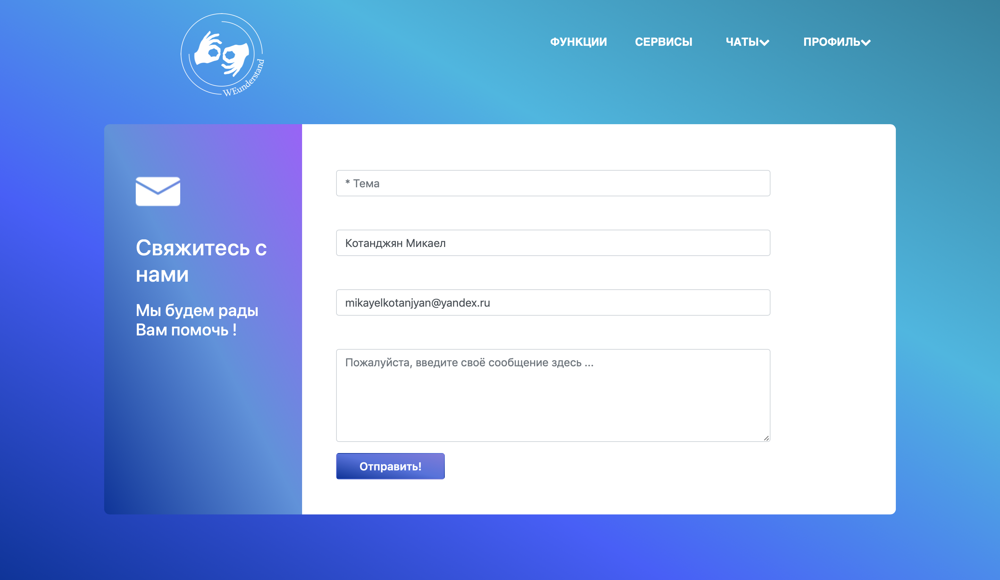 WEunderstand
ФУНКЦИИ СЕРВИСЫ ЧАТЫ ПРОФИЛЬ
Свяжитесь с
нами
Мы будем рады
Вам помочь !
* Тема
Котанджян Микаел
mikayelkotanjyan@yandex.ru
Пожалуйста, введите своё сообщение здесь ...
Отправить!